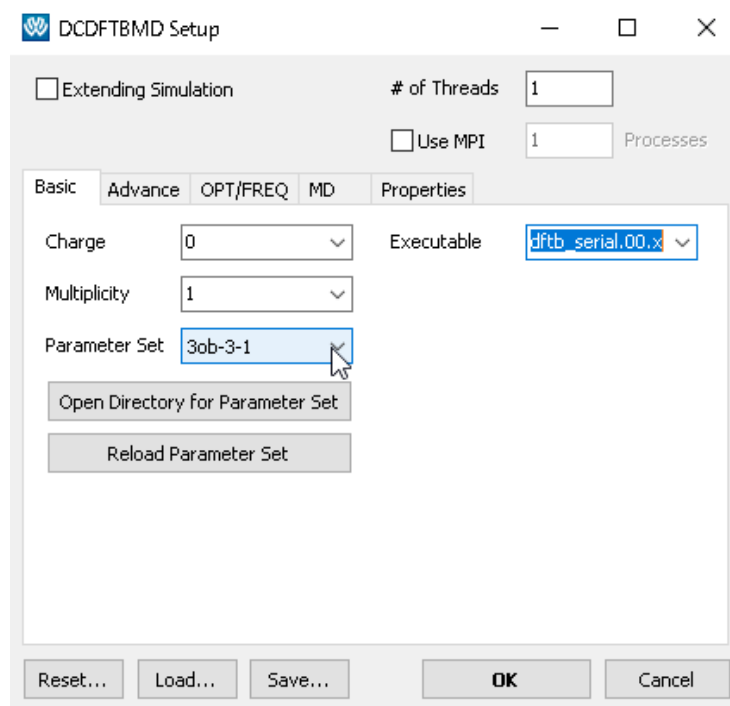 DCDFTBMD Setup
Extending Simulation
# of Threads 1
Use MPI 1 Processes
Basic Advance OPT/FREQ MD Properties
Charge 0 Executable dftb_serial.00.x
Multiplicity 1
Parameter Set 3ob-3-1
Open Directory for Parameter Set
Reload Parameter Set
Reset... Load... Save... OK Cancel